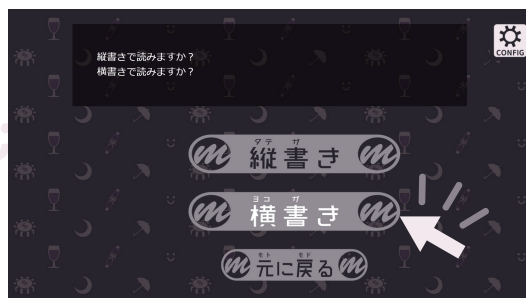 縦書きで読みますか？
横書きで読みますか？
CONFIG
タテ ガ
縦書き
ヨコ ガ
横書き
モト モド
元に戻る